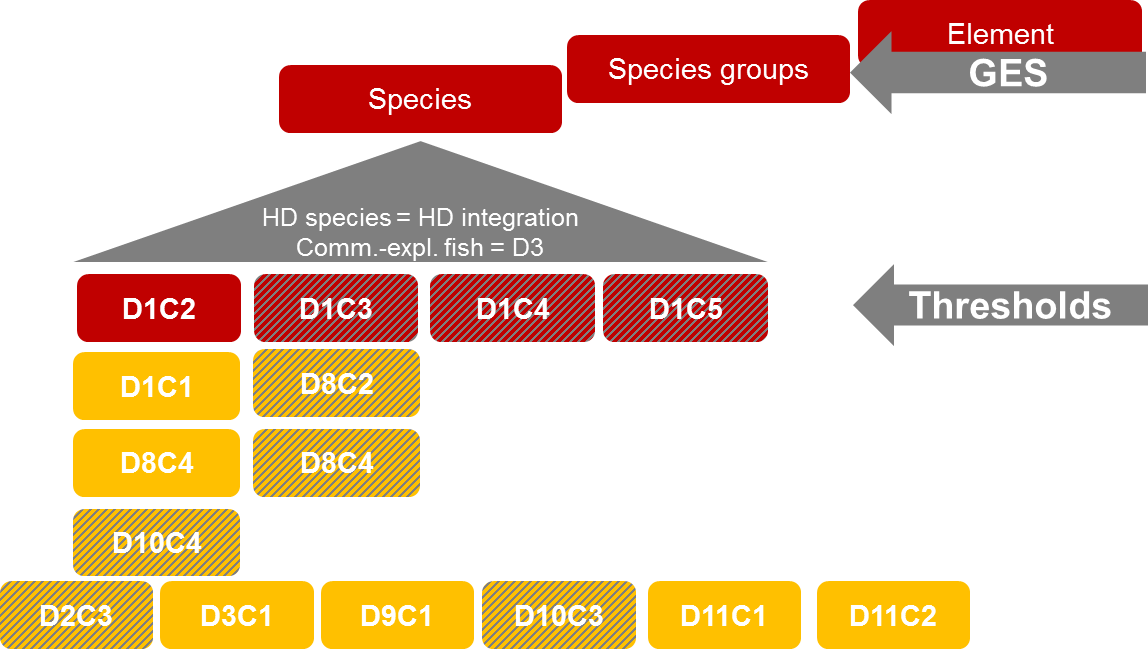 Element
GES
Species groups
Species
HD species = HD integration
Comm.-expl. fish = D3
D1C2
D1C3
D1C4
D1C5
Thresholds
D1C1
D8C2
D8C4
D8C4
D10C4
D2C3
D3C1
D9C1
D10C3
D11C1
D11C2